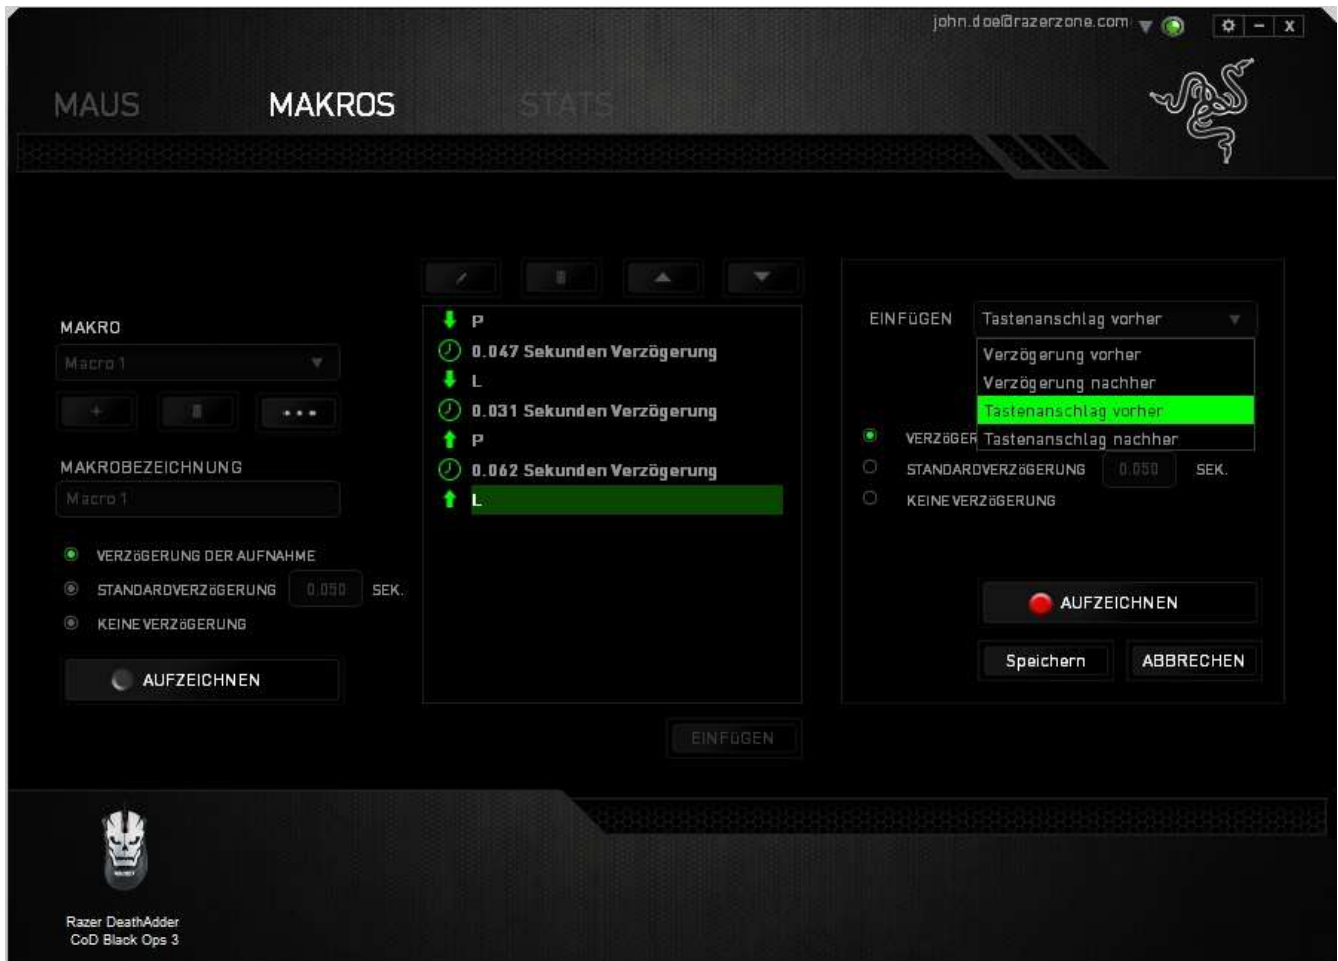 john.doe@razerzone.com
MAUS
MAKROS
STATS
MAKRO
Macro 1
MAKROBEZEICHNUNG
Macro 1
VERZöGERUNG DER AUFNAHME
STANDARDVERZöGERUNG 0.050 SEK.
KEINE VERZöGERUNG
AUFZEICHNEN
P
0.047 Sekunden Verzögerung
L
0.031 Sekunden Verzögerung
P
0.062 Sekunden Verzögerung
L
EINFüGEN
EINFüGEN Tastenanschlag vorher
Verzögerung vorher
Verzögerung nachher
Tastenanschlag vorher
Tastenanschlag nachher
VERZöGER
STANDARDVERZöGERUNG 0.050 SEK.
KEINE VERZöGERUNG
AUFZEICHNEN
Speichern
ABBRECHEN
Razer DeathAdder
CoD Black Ops 3